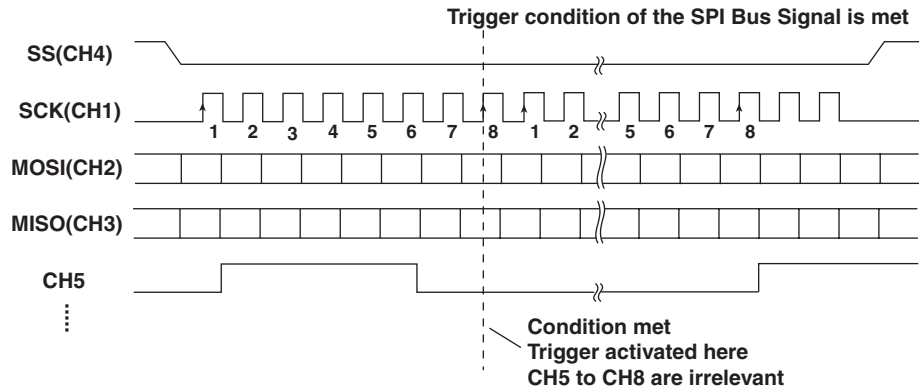 Trigger condition of the SPI Bus Signal is met
SS(CH4)
SCK(CH1)
1 2 3 4 5 6 7 8 1 2 5 6 7 8
MOSI(CH2)
MISO(CH3)
CH5
Condition met
Trigger activated here
CH5 to CH8 are irrelevant